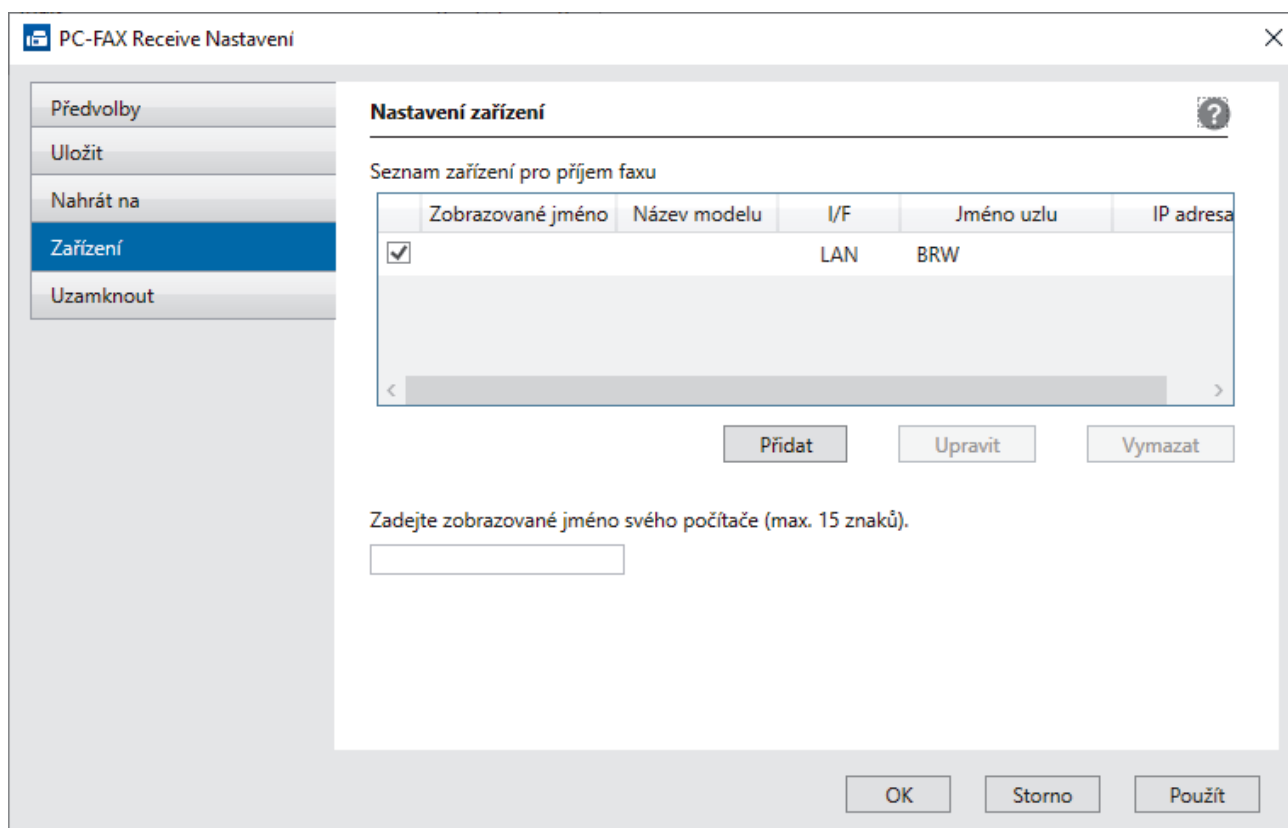 PC-FAX Receive Nastavení
Předvolby
Uložit
Nahrát na
Zařízení
Uzamknout
Nastavení zařízení
?
Seznam zařízení pro příjem faxu
Zobrazované jméno Název modelu I/F Jméno uzlu IP adresa
LAN BRW
Přidat Upravit Vymazat
Zadejte zobrazované jméno svého počítače (max. 15 znaků).
OK Storno Použít